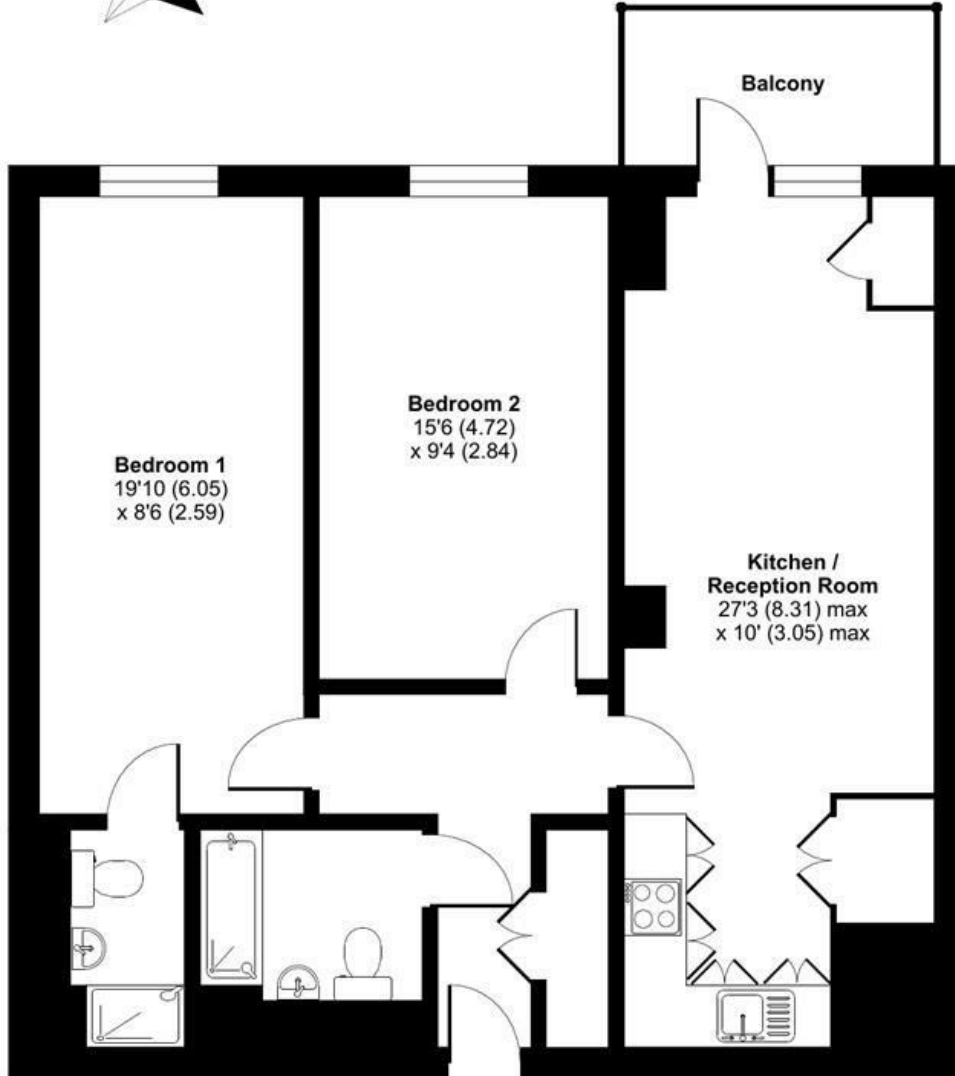 Balcony
Bedroom 1
19'10 (6.05)
x 8'6 (2.59)
Bedroom 2
15'6 (4.72)
x 9'4 (2.84)
Kitchen /
Reception Room
27'3 (8.31) max
x 10' (3.05) max